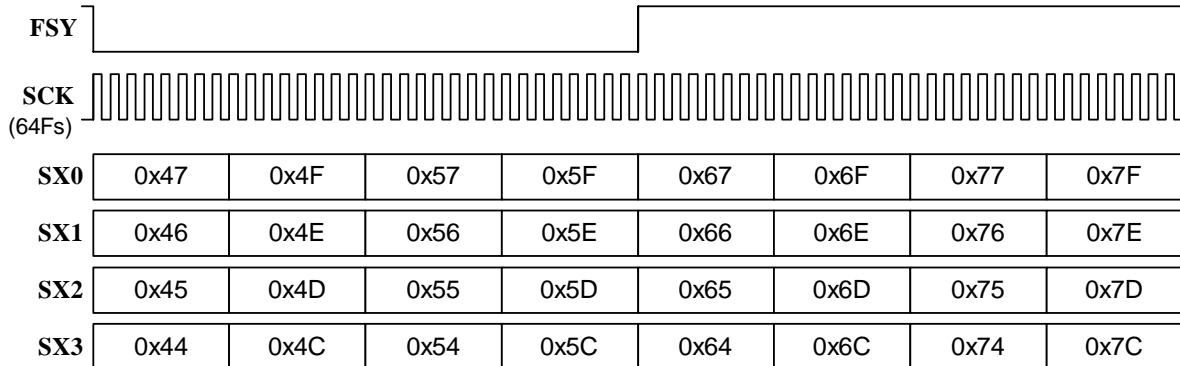 FSY
SCK
(64Fs)
SX0 0x47 0x4F 0x57 0x5F 0x67 0x6F 0x77 0x7F
SX1 0x46 0x4E 0x56 0x5E 0x66 0x6E 0x76 0x7E
SX2 0x45 0x4D 0x55 0x5D 0x65 0x6D 0x75 0x7D
SX3 0x44 0x4C 0x54 0x5C 0x64 0x6C 0x74 0x7C